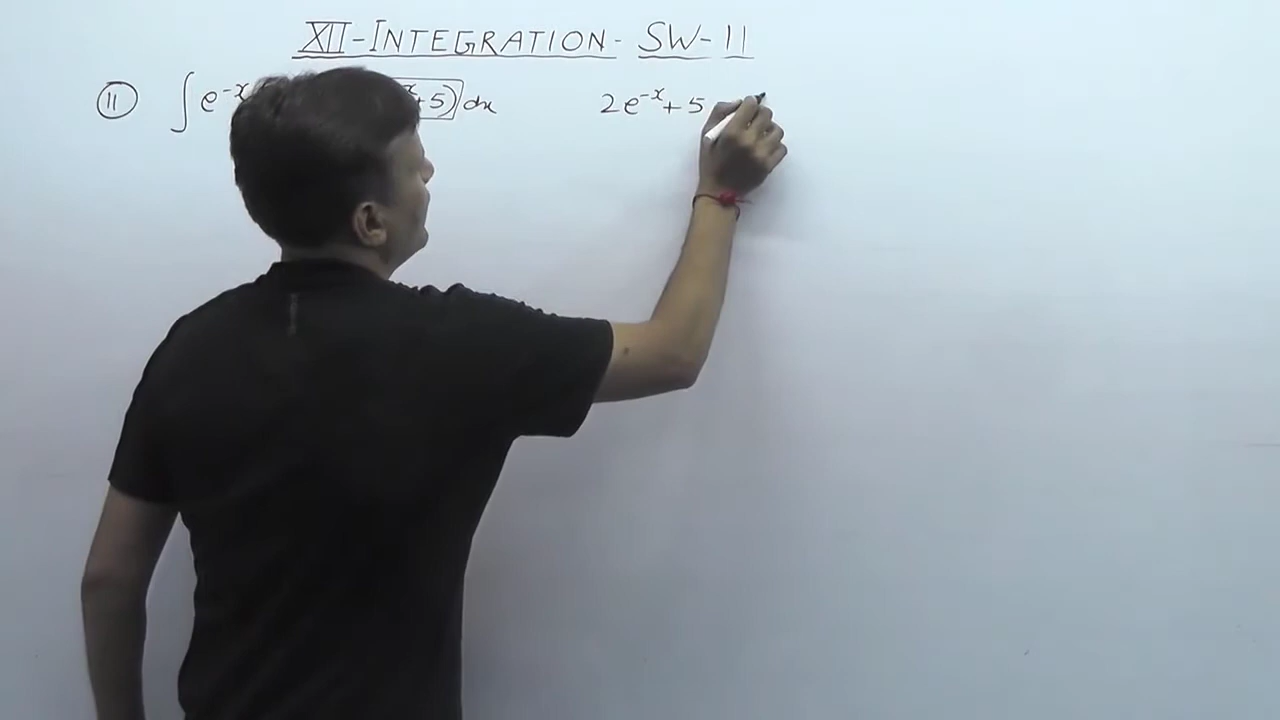 XII-INTEGRATION- SW-11
⑪ ∫e⁻ˣ +5) dx 2e⁻ˣ+5